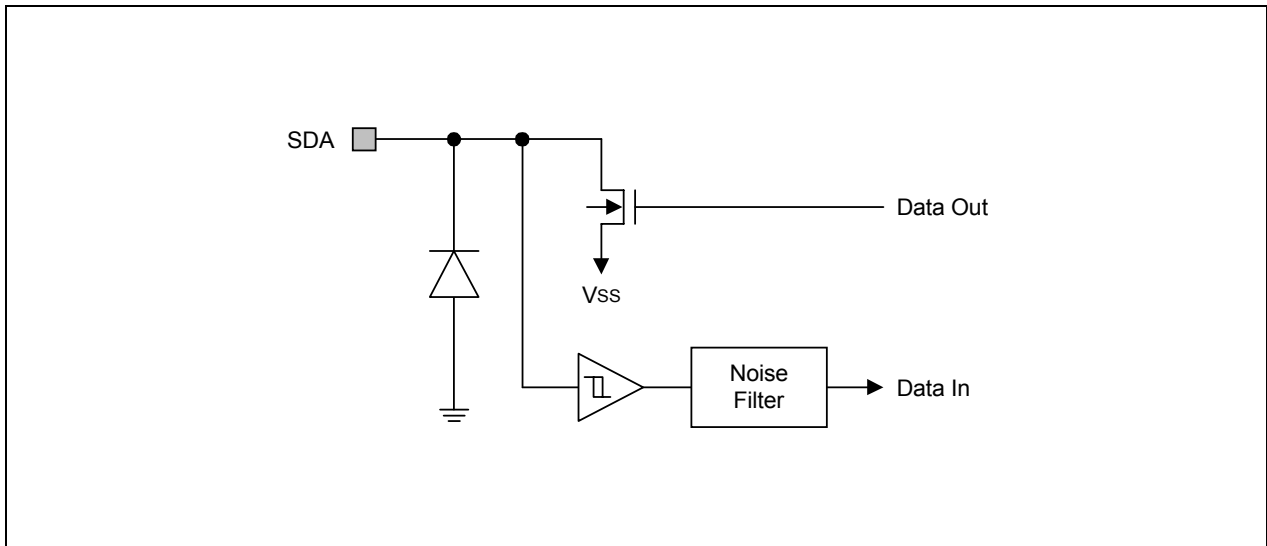 SDA
Data Out
VSS
Noise
Filter
Data In